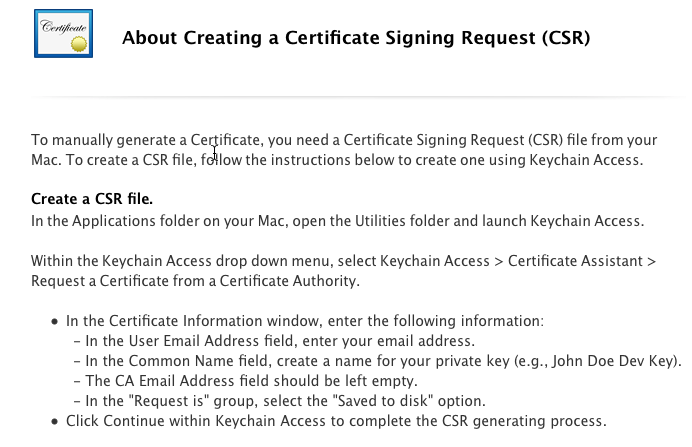 Certificate
About Creating a Certificate Signing Request (CSR)
To manually generate a Certificate, you need a Certificate Signing Request (CSR) file from your
Mac. To create a CSR file, follow the instructions below to create one using Keychain Access.
Create a CSR file.
In the Applications folder on your Mac, open the Utilities folder and launch Keychain Access.
Within the Keychain Access drop down menu, select Keychain Access > Certificate Assistant >
Request a Certificate from a Certificate Authority.
• In the Certificate Information window, enter the following information:
– In the User Email Address field, enter your email address.
– In the Common Name field, create a name for your private key (e.g., John Doe Dev Key).
– The CA Email Address field should be left empty.
– In the "Request is" group, select the "Saved to disk" option.
• Click Continue within Keychain Access to complete the CSR generating process.